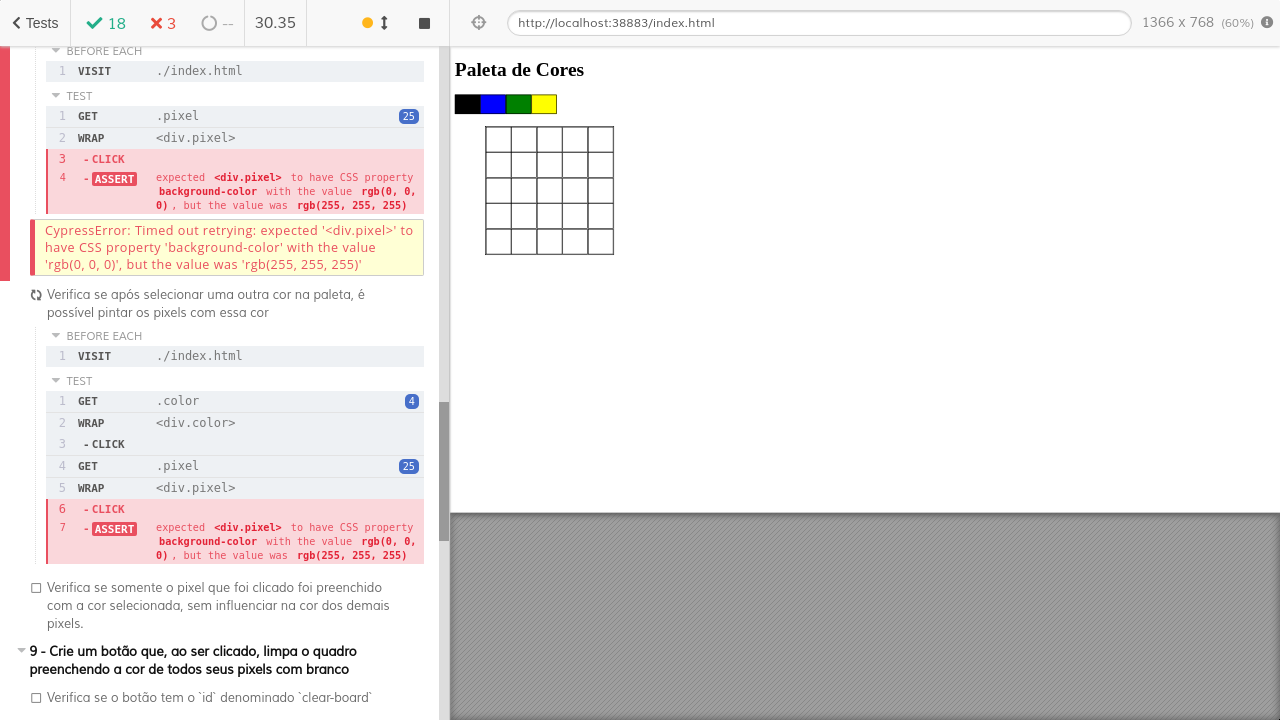 Tests 18 3 -- 30.35 http://localhost:38883/index.html 1366 x 768 (60%)
BEFORE EACH
1 VISIT ./index.html
TEST
1 GET .pixel 25
2 WRAP <div.pixel>
3 - CLICK
4 - ASSERT expected <div.pixel> to have CSS property
background-color with the value rgb(0, 0,
0), but the value was rgb(255, 255, 255)
CypressError: Timed out retrying: expected '<div.pixel>' to
have CSS property 'background-color' with the value
'rgb(0, 0, 0)', but the value was 'rgb(255, 255, 255)'
Verifica se após selecionar uma outra cor na paleta, é
possível pintar os pixels com essa cor
BEFORE EACH
1 VISIT ./index.html
TEST
1 GET .color 4
2 WRAP <div.color>
3 - CLICK
4 GET .pixel 25
5 WRAP <div.pixel>
6 - CLICK
7 - ASSERT expected <div.pixel> to have CSS property
background-color with the value rgb(0, 0,
0), but the value was rgb(255, 255, 255)
Verifica se somente o pixel que foi clicado foi preenchido
com a cor selecionada, sem influenciar na cor dos demais
pixels.
9 - Crie um botão que, ao ser clicado, limpa o quadro
preenchendo a cor de todos seus pixels com branco
Verifica se o botão tem o `id` denominado `clear-board`
Paleta de Cores